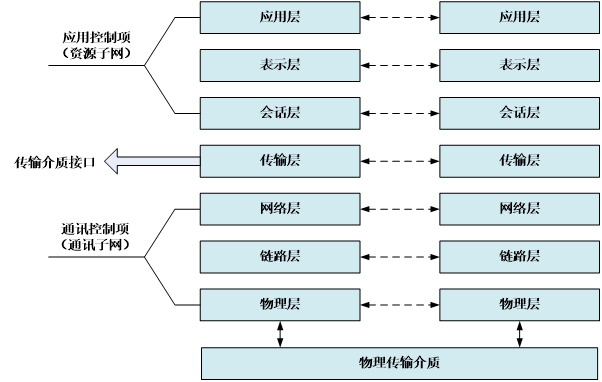 应用层 应用层
应用控制项
（资源子网）
表示层 表示层
会话层 会话层
传输介质接口 传输层 传输层
网络层 网络层
通讯控制项
（通讯子网）
链路层 链路层
物理层 物理层
物理传输介质